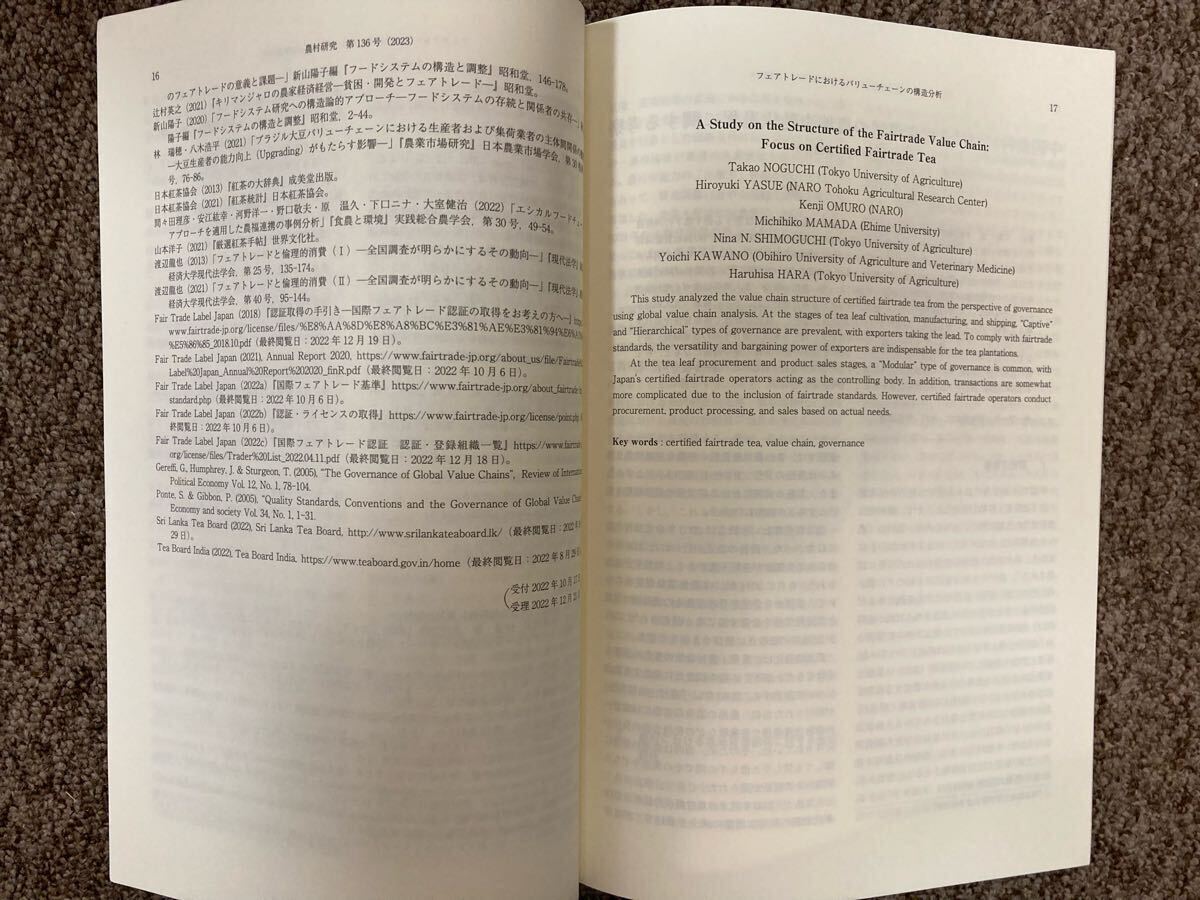 16
農村研究 第136号(2023)
のフェアトレードの意義と課題―」新山陽子編『フードシステムの構造と調整』昭和堂, 146-178。
辻村英之(2021)『キリマンジャロの農家経済経営―貧困・開発とフェアトレード―』昭和堂。
新山陽子(2020)「フードシステム研究への構造論的アプローチ―フードシステムの存続と関係者の共存―」
陽子編『フードシステムの構造と調整』昭和堂, 2-44。
林 瑞穂・八木浩平(2021)「ブラジル大豆バリューチェーンにおける生産者および集荷業者の主体間関係の
―大豆生産者の能力向上(Upgrading)がもたらす影響―」『農業市場研究』日本農業市場学会, 第30
号, 76-86。
日本紅茶協会(2013)『紅茶の大辞典』成美堂出版。
日本紅茶協会(2021)『紅茶統計』日本紅茶協会。
間々田理彦・安江紘幸・河野洋一・野口敬夫・原 温久・下口ニナ・大室健治(2022)「エシカルフード
アプローチを適用した農福連携の事例分析」『食農と環境』実践総合農学会, 第30号, 49-54。
山本洋子(2021)『厳選紅茶手帖』世界文化社。
渡辺龍也(2013)「フェアトレードと倫理的消費(Ⅰ)―全国調査が明らかにするその動向―」『現代法学』
経済大学現代法学会, 第25号, 135-174。
渡辺龍也(2021)「フェアトレードと倫理的消費(Ⅱ)―全国調査が明らかにするその動向―」『現代法学』
経済大学現代法学会, 第40号, 95-144。
Fair Trade Label Japan(2018)『認証取得の手引き―国際フェアトレード認証の取得をお考えの方へ―』
www.fairtrade-jp.org/license/files/%E8%AA%8D%E8%A8%BC%E3%81%AE%E3%81%94%E6%A
%E5%86%85_2018.10.pdf(最終閲覧日:2022年12月19日)。
Fair Trade Label Japan (2021), Annual Report 2020, https://www.fairtrade-jp.org/about_us/file/Fairtrade
Label%20Japan_Annual%20Report%202020_finR.pdf(最終閲覧日:2022年10月6日)。
Fair Trade Label Japan(2022a)『国際フェアトレード基準』https://www.fairtrade-jp.org/about_fairtrade
standard.php(最終閲覧日:2022年10月6日)。
Fair Trade Label Japan(2022b)『認証・ライセンスの取得』https://www.fairtrade-jp.org/license/point.php
終閲覧日:2022年10月6日)。
Fair Trade Label Japan(2022c)『国際フェアトレード認証 認証・登録組織一覧』https://www.fairt
org/license/files/Trader%20List_2022.04.11.pdf(最終閲覧日:2022年12月18日)。
Gereffi, G., Humphrey, J. & Sturgeon, T. (2005), "The Governance of Global Value Chains", Review of
Political Economy Vol. 12, No. 1, 78-104.
Ponte, S. & Gibbon, P. (2005), "Quality Standards, Conventions and the Governance of Global Value
Economy and society Vol. 34, No. 1, 1-31.
Sri Lanka Tea Board (2022), Sri Lanka Tea Board, http://www.srilankateaboard.lk/(最終閲覧日:2022年
29日)。
Tea Board India (2022), Tea Board India, https://www.teaboard.gov.in/home(最終閲覧日:2022年8月29日
受付 2022年10月
受理 2022年12月
フェアトレードにおけるバリューチェーンの構造分析
17
A Study on the Structure of the Fairtrade Value Chain:
Focus on Certified Fairtrade Tea
Takao NOGUCHI (Tokyo University of Agriculture)
Hiroyuki YASUE (NARO Tohoku Agricultural Research Center)
Kenji OMURO (NARO)
Michihiko MAMADA (Ehime University)
Nina N. SHIMOGUCHI (Tokyo University of Agriculture)
Yoichi KAWANO (Obihiro University of Agriculture and Veterinary Medicine)
Haruhisa HARA (Tokyo University of Agriculture)
This study analyzed the value chain structure of certified fairtrade tea from the perspective of governance
using global value chain analysis. At the stages of tea leaf cultivation, manufacturing, and shipping, "Captive"
and "Hierarchical" types of governance are prevalent, with exporters taking the lead. To comply with fairtrade
standards, the versatility and bargaining power of exporters are indispensable for the tea plantations.
At the tea leaf procurement and product sales stages, a "Modular" type of governance is common, with
Japan's certified fairtrade operators acting as the controlling body. In addition, transactions are somewhat
more complicated due to the inclusion of fairtrade standards. However, certified fairtrade operators conduct
procurement, product processing, and sales based on actual needs.
Key words : certified fairtrade tea, value chain, governance